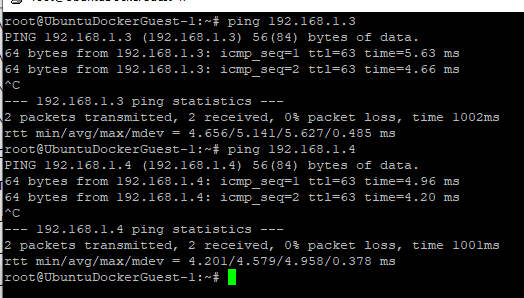 root@UbuntuDockerGuest-1:~# ping 192.168.1.3
PING 192.168.1.3 (192.168.1.3) 56(84) bytes of data.
64 bytes from 192.168.1.3: icmp_seq=1 ttl=63 time=5.63 ms
64 bytes from 192.168.1.3: icmp_seq=2 ttl=63 time=4.66 ms
^C
--- 192.168.1.3 ping statistics ---
2 packets transmitted, 2 received, 0% packet loss, time 1002ms
rtt min/avg/max/mdev = 4.656/5.141/5.627/0.485 ms
root@UbuntuDockerGuest-1:~# ping 192.168.1.4
PING 192.168.1.4 (192.168.1.4) 56(84) bytes of data.
64 bytes from 192.168.1.4: icmp_seq=1 ttl=63 time=4.96 ms
64 bytes from 192.168.1.4: icmp_seq=2 ttl=63 time=4.20 ms
^C
--- 192.168.1.4 ping statistics ---
2 packets transmitted, 2 received, 0% packet loss, time 1001ms
rtt min/avg/max/mdev = 4.201/4.579/4.958/0.378 ms
root@UbuntuDockerGuest-1:~#